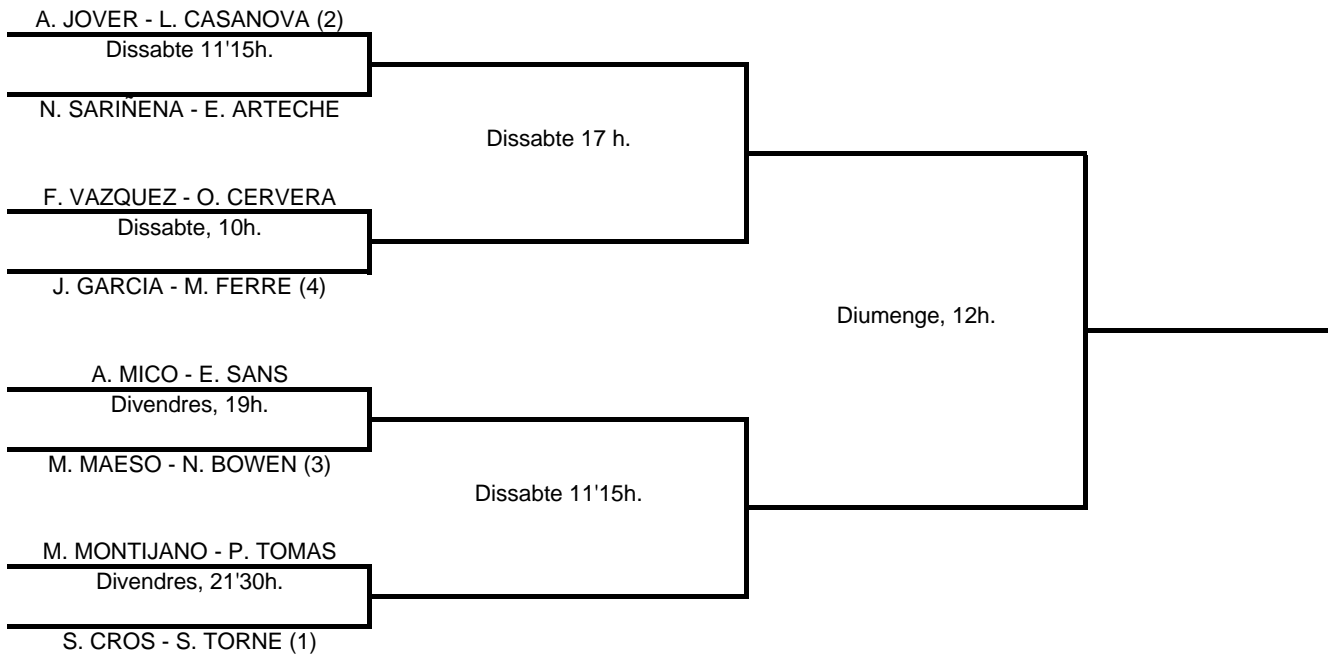 A. JOVER - L. CASANOVA (2)
Dissabte 11'15h.
N. SARIÑENA - E. ARTECHE
Dissabte 17 h.
F. VAZQUEZ - O. CERVERA
Dissabte, 10h.
J. GARCIA - M. FERRE (4)
Diumenge, 12h.
A. MICO - E. SANS
Divendres, 19h.
M. MAESO - N. BOWEN (3)
Dissabte 11'15h.
M. MONTIJANO - P. TOMAS
Divendres, 21'30h.
S. CROS - S. TORNE (1)